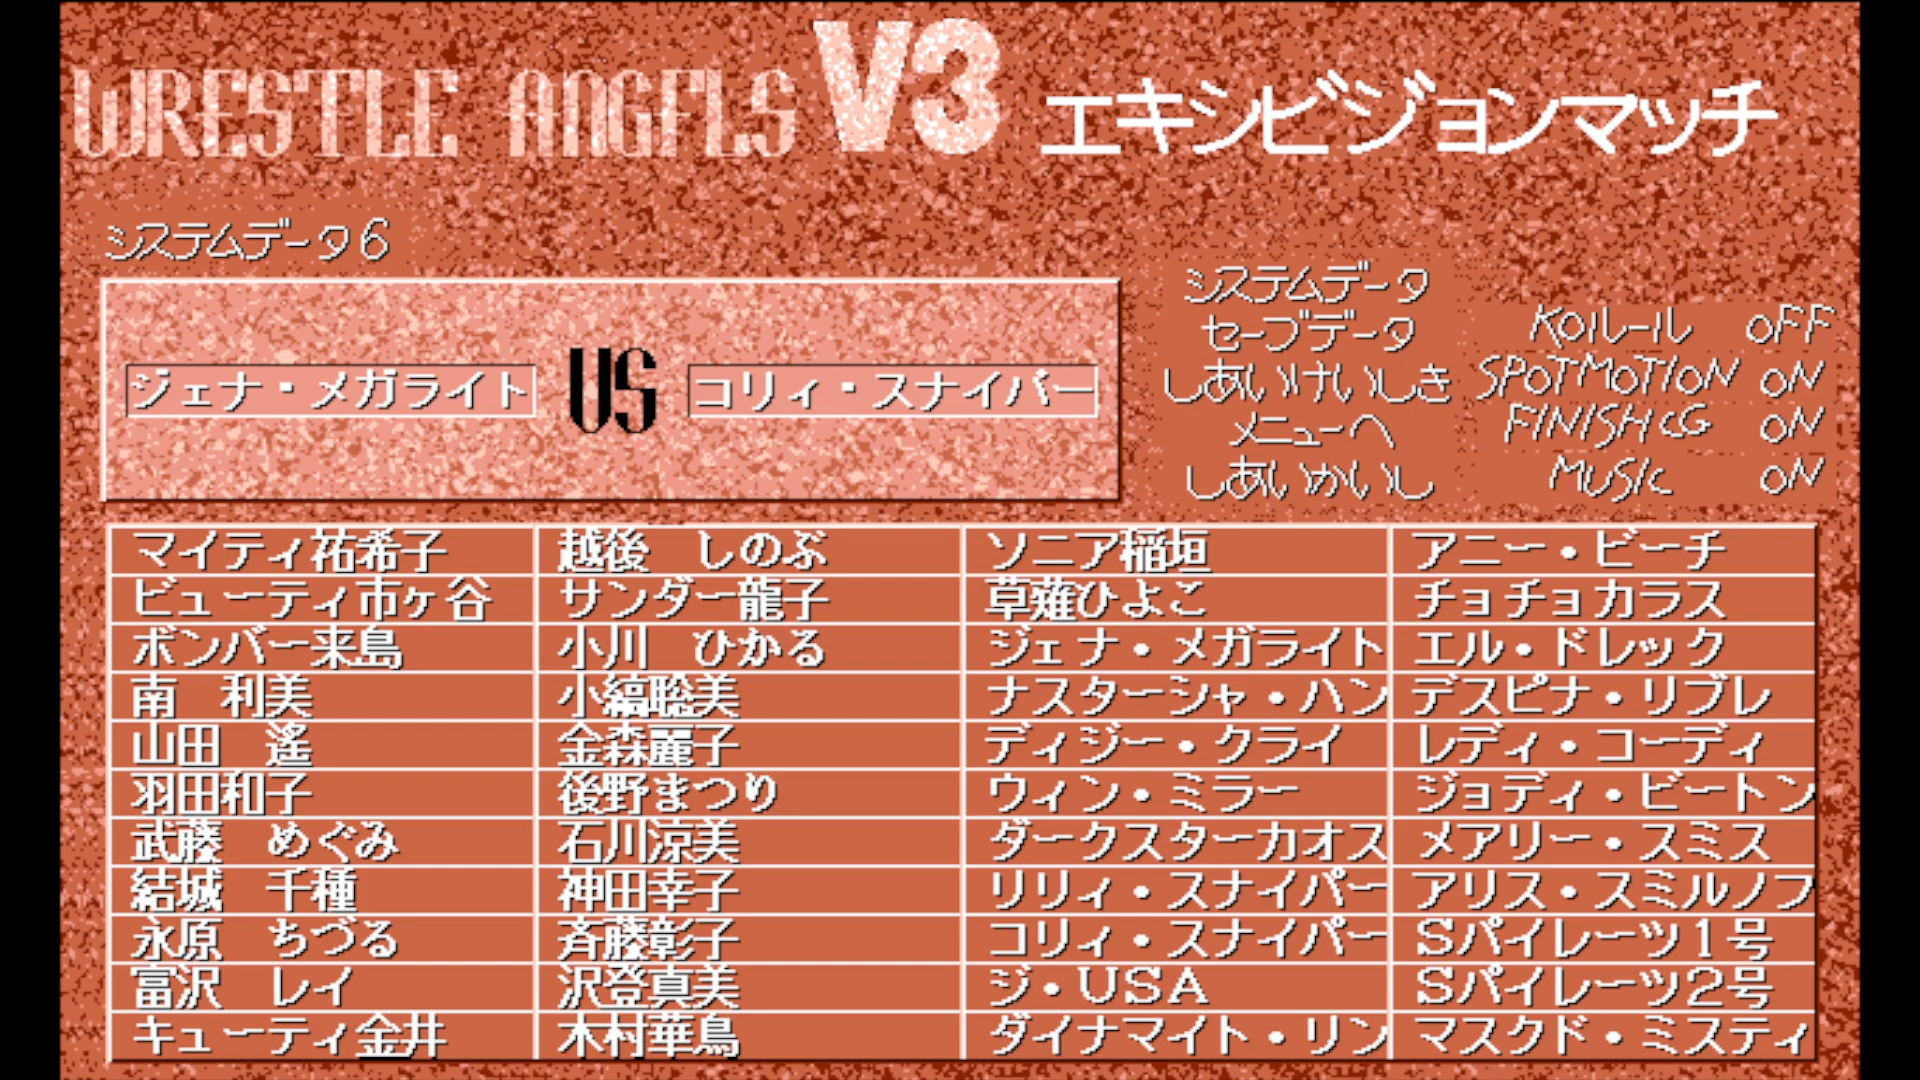 WRESTLE ANGELS V3 エキシビジョンマッチ
システムデータ6
ジェナ・メガライト VS コリィ・スナイパー
システムデータ
セーブデータ KOルール OFF
しあいけいしき SPOTMOTION ON
メニューへ FINISHCG ON
しあいかいし MUSIC ON
マイティ祐希子 越後 しのぶ ソニア稲垣 アニー・ビーチ
ビューティ市ヶ谷 サンダー龍子 草薙ひよこ チョチョカラス
ボンバー来島 小川 ひかる ジェナ・メガライト エル・ドレック
南 利美 小縞聡美 ナスターシャ・ハン デスピナ・リブレ
山田 遙 金森麗子 ディジー・クライ レディ・コーディ
羽田和子 後野まつり ウィン・ミラー ジョディ・ビートン
武藤 めぐみ 石川涼美 ダークスターカオス メアリー・スミス
結城 千種 神田幸子 リリィ・スナイパー アリス・スミルノフ
永原 ちづる 斉藤彰子 コリィ・スナイパー Sパイレーツ1号
富沢 レイ 沢登真美 ジ・USA Sパイレーツ2号
キューティ金井 木村華鳥 ダイナマイト・リン マスクド・ミスティ